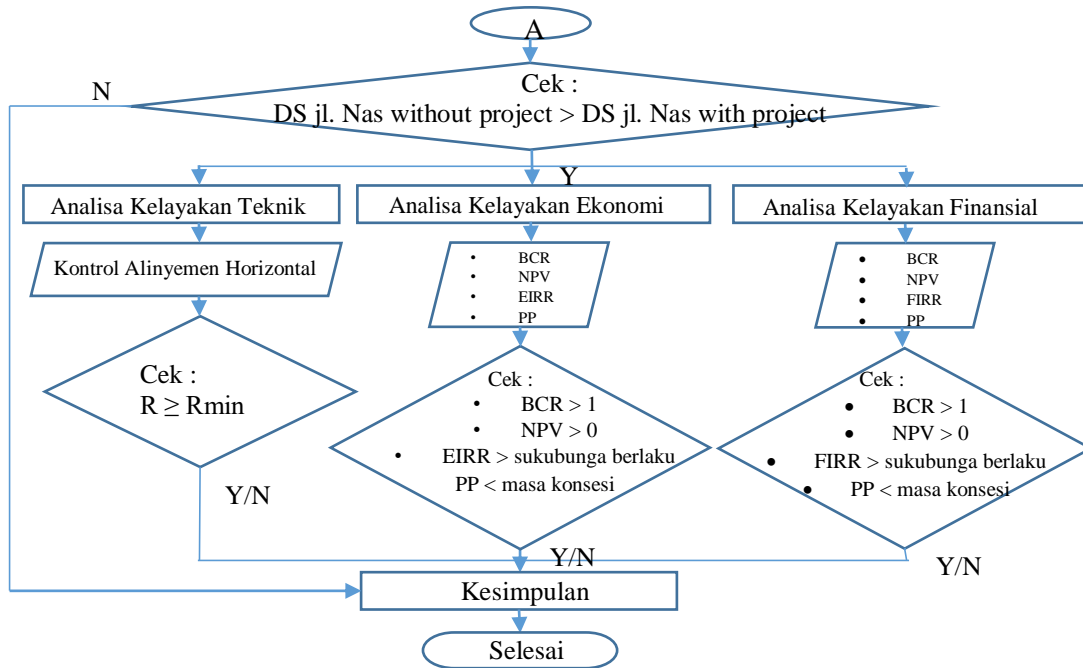 A
N
Cek :
DS jl. Nas without project > DS jl. Nas with project
Y
Analisa Kelayakan Teknik
Analisa Kelayakan Ekonomi
Analisa Kelayakan Finansial
Kontrol Alinyemen Horizontal
• BCR
• NPV
• EIRR
• PP
• BCR
• NPV
• FIRR
• PP
Cek :
R ≥ Rmin
Cek :
• BCR > 1
• NPV > 0
• EIRR > sukubunga berlaku
PP < masa konsesi
Cek :
• BCR > 1
• NPV > 0
• FIRR > sukubunga berlaku
• PP < masa konsesi
Y/N
Y/N
Y/N
Kesimpulan
Selesai